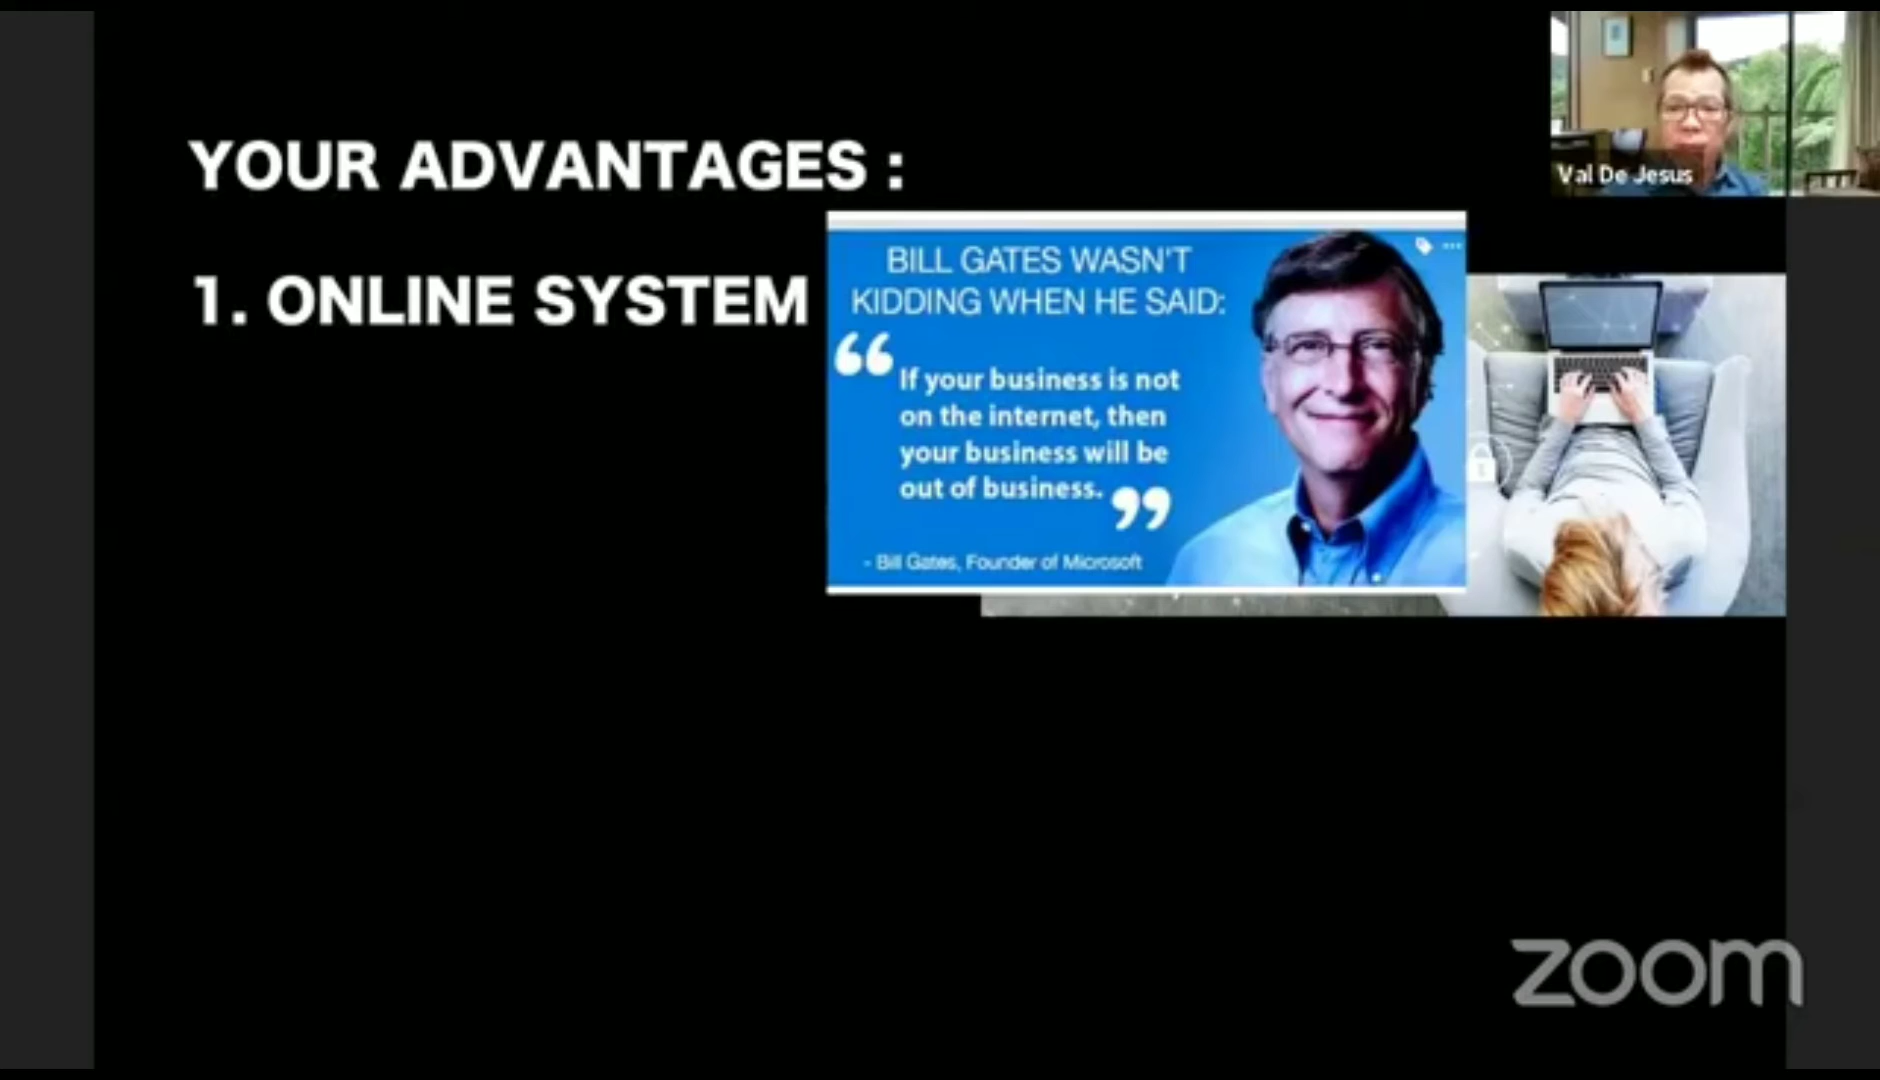 YOUR ADVANTAGES :
1. ONLINE SYSTEM
BILL GATES WASN'T
KIDDING WHEN HE SAID:
“If your business is not
on the internet, then
your business will be
out of business.”
- Bill Gates, Founder of Microsoft
Val De Jesus
zoom